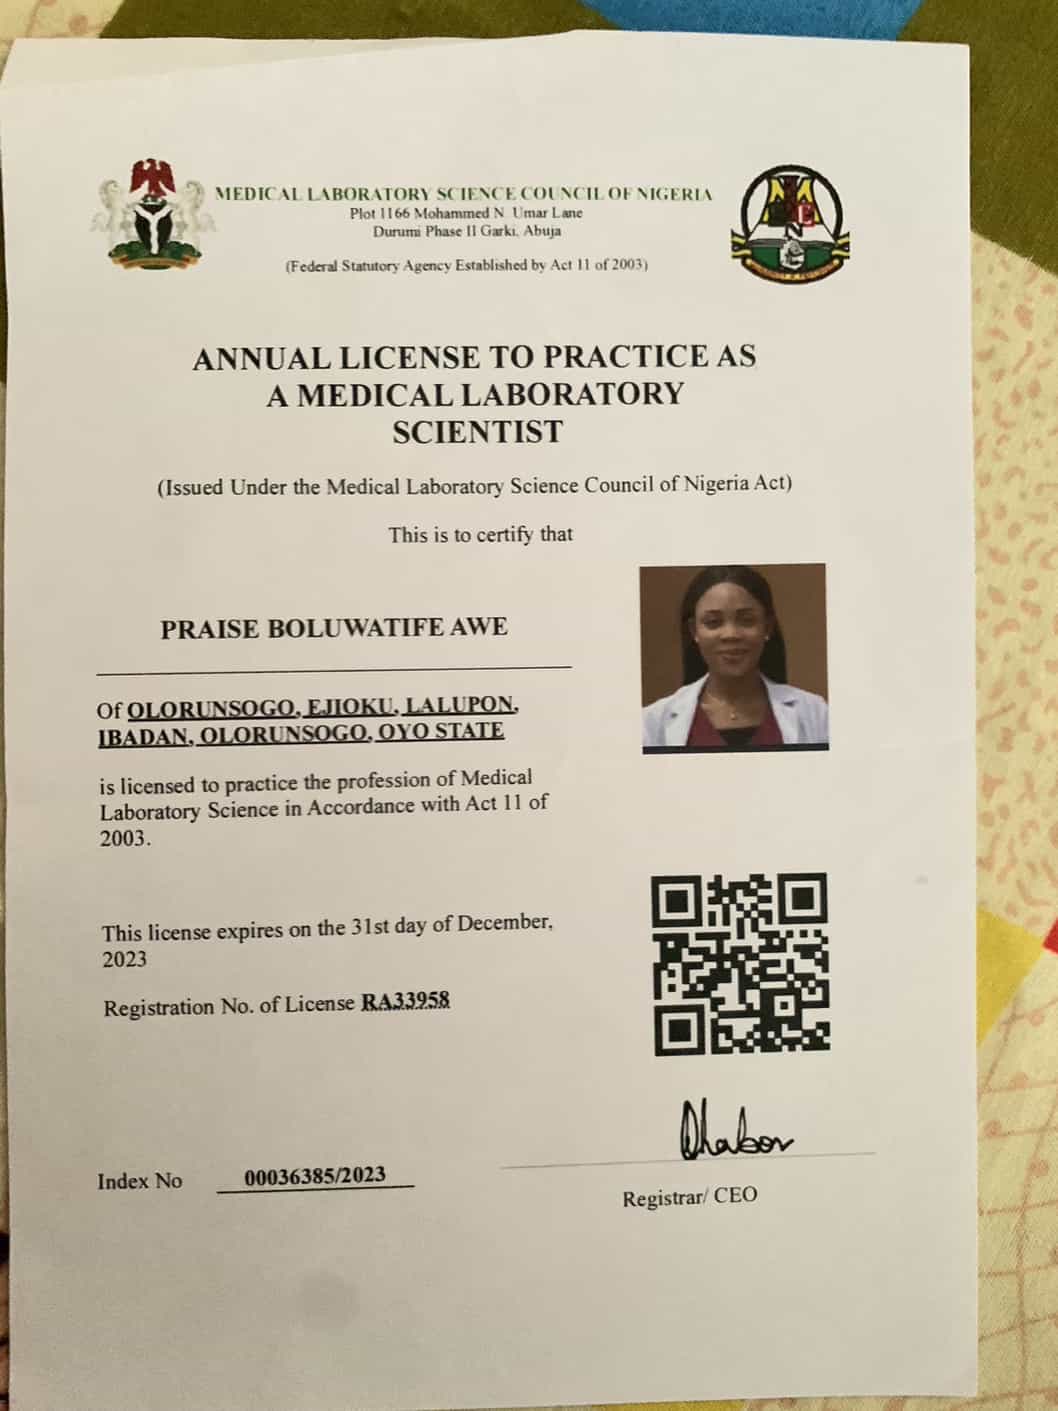 MEDICAL LABORATORY SCIENCE COUNCIL OF NIGERIA
Plot 1166 Mohammed N. Umar Lane
Durumi Phase II Garki, Abuja
(Federal Statutory Agency Established by Act 11 of 2003)
ANNUAL LICENSE TO PRACTICE AS
A MEDICAL LABORATORY
SCIENTIST
(Issued Under the Medical Laboratory Science Council of Nigeria Act)
This is to certify that
PRAISE BOLUWATIFE AWE
Of OLORUNSOGO, EJIOKU, LALUPON,
IBADAN, OLORUNSOGO, OYO STATE
is licensed to practice the profession of Medical
Laboratory Science in Accordance with Act 11 of
2003.
This license expires on the 31st day of December,
2023
Registration No. of License RA33958
Index No 00036385/2023
Registrar/ CEO